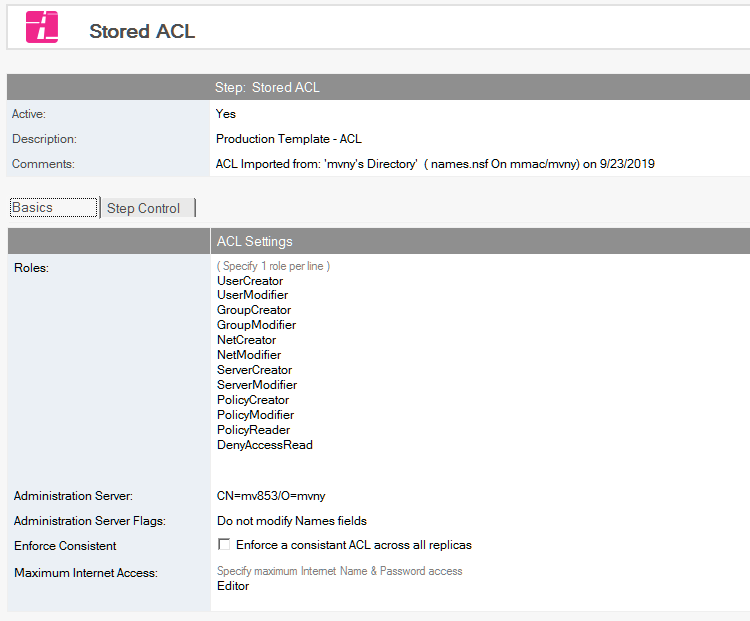 Stored ACL
Step: Stored ACL
Active: Yes
Description: Production Template - ACL
Comments: ACL Imported from: 'mvny's Directory' ( names.nsf On mmac/mvny) on 9/23/2019
Basics Step Control
ACL Settings
Roles: ( Specify 1 role per line )
UserCreator
UserModifier
GroupCreator
GroupModifier
NetCreator
NetModifier
ServerCreator
ServerModifier
PolicyCreator
PolicyModifier
PolicyReader
DenyAccessRead
Administration Server: CN=mv853/O=mvny
Administration Server Flags: Do not modify Names fields
Enforce Consistent Enforce a consistant ACL across all replicas
Maximum Internet Access: Specify maximum Internet Name & Password access
Editor